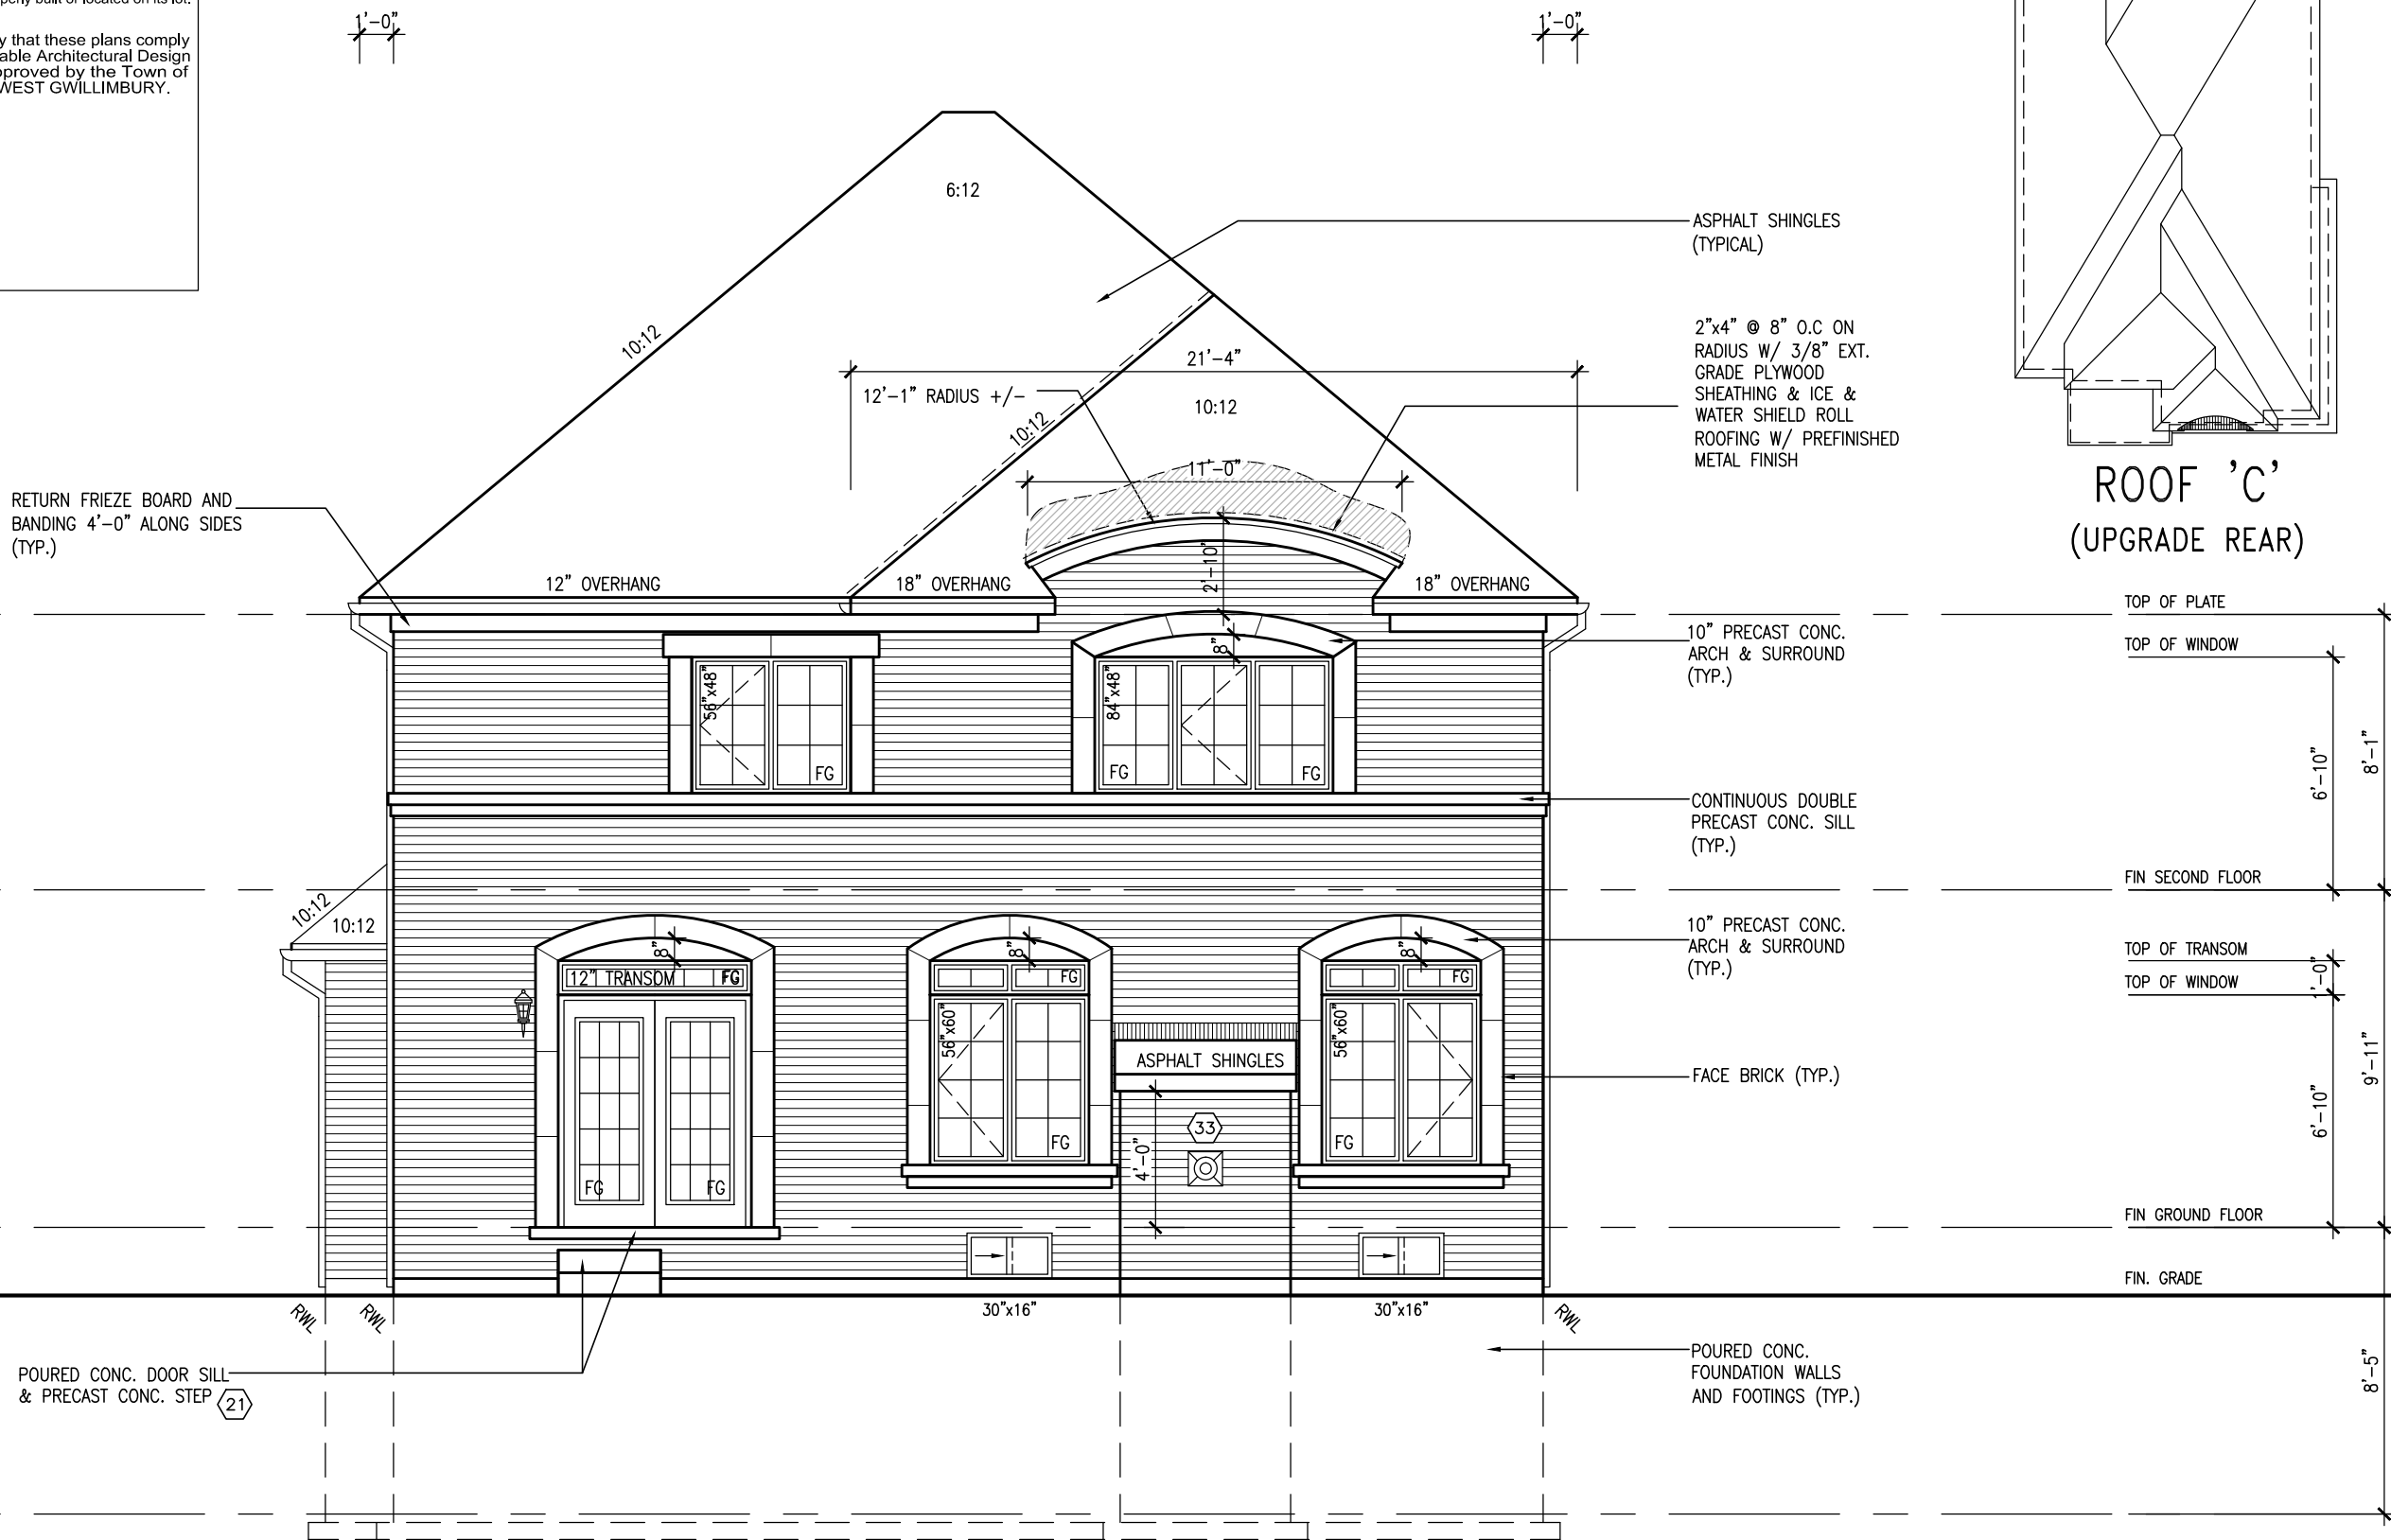 y that these plans comply
able Architectural Design
pproved by the Town of
WEST GWILLIMBURY.
1'-0"
1'-0"
6:12
ASPHALT SHINGLES
(TYPICAL)
10:12
21'-4"
12'-1" RADIUS +/-
10:12
10:12
2"x4" @ 8" O.C ON
RADIUS W/ 3/8" EXT.
GRADE PLYWOOD
SHEATHING & ICE &
WATER SHIELD ROLL
ROOFING W/ PREFINISHED
METAL FINISH
ROOF 'C'
(UPGRADE REAR)
11'-0"
RETURN FRIEZE BOARD AND
BANDING 4'-0" ALONG SIDES
(TYP.)
2'-10"
12" OVERHANG
18" OVERHANG
18" OVERHANG
TOP OF PLATE
TOP OF WINDOW
10" PRECAST CONC.
ARCH & SURROUND
(TYP.)
8"
56"x48"
FG
84"x48"
FG
FG
6'-10"
8'-1"
CONTINUOUS DOUBLE
PRECAST CONC. SILL
(TYP.)
FIN SECOND FLOOR
10:12
10:12
10" PRECAST CONC.
ARCH & SURROUND
(TYP.)
8"
8"
8"
12" TRANSOM
FG
FG
FG
TOP OF TRANSOM
TOP OF WINDOW
1'-0"
56"x60"
56"x60"
ASPHALT SHINGLES
FACE BRICK (TYP.)
9'-11"
6'-10"
33
FG
FG
4'-0"
FG
FG
FIN GROUND FLOOR
FIN. GRADE
30"x16"
30"x16"
RWL
RWL
RWL
POURED CONC. DOOR SILL
& PRECAST CONC. STEP 21
POURED CONC.
FOUNDATION WALLS
AND FOOTINGS (TYP.)
8'-5"